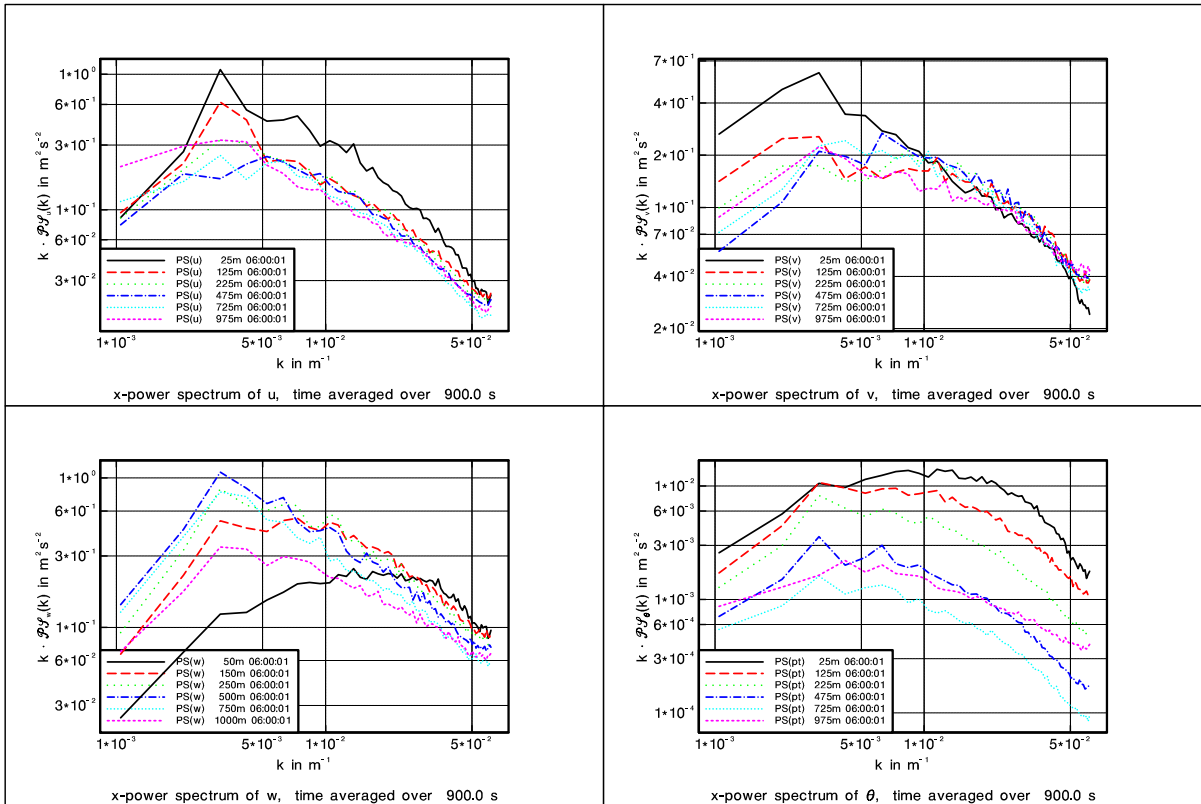 1*10^0
6*10^-1
3*10^-1
1*10^-1
6*10^-2
3*10^-2
k · 𝒫𝒮_u(k) in m² s⁻²
PS(u) 25m 06:00:01
PS(u) 125m 06:00:01
PS(u) 225m 06:00:01
PS(u) 475m 06:00:01
PS(u) 725m 06:00:01
PS(u) 975m 06:00:01
1*10^-3 5*10^-3 1*10^-2 5*10^-2
k in m⁻¹
x-power spectrum of u, time averaged over 900.0 s
7*10^-1
4*10^-1
2*10^-1
1*10^-1
7*10^-2
4*10^-2
2*10^-2
k · 𝒫𝒮_v(k) in m² s⁻²
PS(v) 25m 06:00:01
PS(v) 125m 06:00:01
PS(v) 225m 06:00:01
PS(v) 475m 06:00:01
PS(v) 725m 06:00:01
PS(v) 975m 06:00:01
1*10^-3 5*10^-3 1*10^-2 5*10^-2
k in m⁻¹
x-power spectrum of v, time averaged over 900.0 s
1*10^0
6*10^-1
3*10^-1
1*10^-1
6*10^-2
3*10^-2
k · 𝒫𝒮_w(k) in m² s⁻²
PS(w) 50m 06:00:01
PS(w) 150m 06:00:01
PS(w) 250m 06:00:01
PS(w) 500m 06:00:01
PS(w) 750m 06:00:01
PS(w) 1000m 06:00:01
1*10^-3 5*10^-3 1*10^-2 5*10^-2
k in m⁻¹
x-power spectrum of w, time averaged over 900.0 s
1*10^-2
6*10^-3
3*10^-3
1*10^-3
6*10^-4
3*10^-4
1*10^-4
k · 𝒫𝒮_θ(k) in m² s⁻²
PS(pt) 25m 06:00:01
PS(pt) 125m 06:00:01
PS(pt) 225m 06:00:01
PS(pt) 475m 06:00:01
PS(pt) 725m 06:00:01
PS(pt) 975m 06:00:01
1*10^-3 5*10^-3 1*10^-2 5*10^-2
k in m⁻¹
x-power spectrum of θ, time averaged over 900.0 s